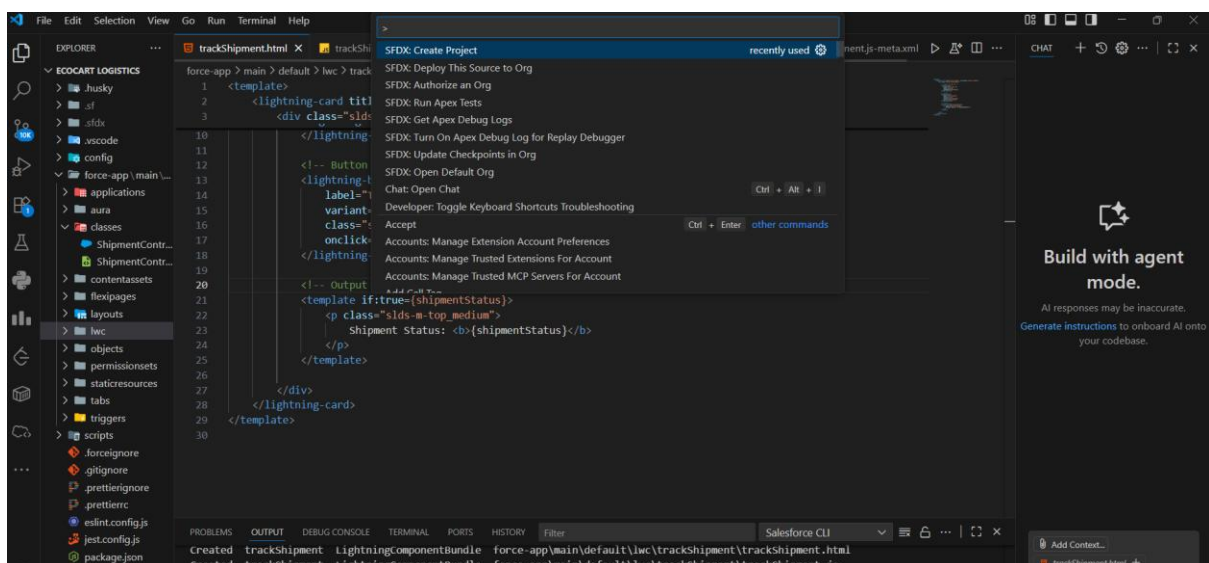 File Edit Selection View Go Run Terminal Help
>
EXPLORER
ECOCART LOGISTICS
.husky
.sf
.sfdx
.vscode
config
force-app\main\...
applications
aura
classes
ShipmentContr...
ShipmentContr...
contentassets
flexipages
layouts
lwc
objects
permissionsets
staticresources
tabs
triggers
scripts
.forceignore
.gitignore
.prettierignore
.prettierrc
eslint.config.js
jest.config.js
package.json
10K
1
trackShipment.html
trackShi
nent.js-meta.xml
force-app > main > default > lwc > track
1 <template>
2 <lightning-card titl
3 <div class="slds
10 </lightning-
11
12 <!-- Button
13 <lightning-b
14 label="
15 variant=
16 class="s
17 onclick=
18 </lightning-
19
20 <!-- Output
21 <template if:true={shipmentStatus}>
22 <p class="slds-m-top_medium">
23 Shipment Status: <b>{shipmentStatus}</b>
24 </p>
25 </template>
26
27 </div>
28 </lightning-card>
29 </template>
30
SFDX: Create Project recently used
SFDX: Deploy This Source to Org
SFDX: Authorize an Org
SFDX: Run Apex Tests
SFDX: Get Apex Debug Logs
SFDX: Turn On Apex Debug Log for Replay Debugger
SFDX: Update Checkpoints in Org
SFDX: Open Default Org
Chat: Open Chat Ctrl + Alt + I
Developer: Toggle Keyboard Shortcuts Troubleshooting
Accept Ctrl + Enter other commands
Accounts: Manage Extension Account Preferences
Accounts: Manage Trusted Extensions For Account
Accounts: Manage Trusted MCP Servers For Account
PROBLEMS OUTPUT DEBUG CONSOLE TERMINAL PORTS HISTORY Filter Salesforce CLI
Created trackShipment LightningComponentBundle force-app\main\default\lwc\trackShipment\trackShipment.html
CHAT
Build with agent
mode.
AI responses may be inaccurate.
Generate instructions to onboard AI onto
your codebase.
Add Context...